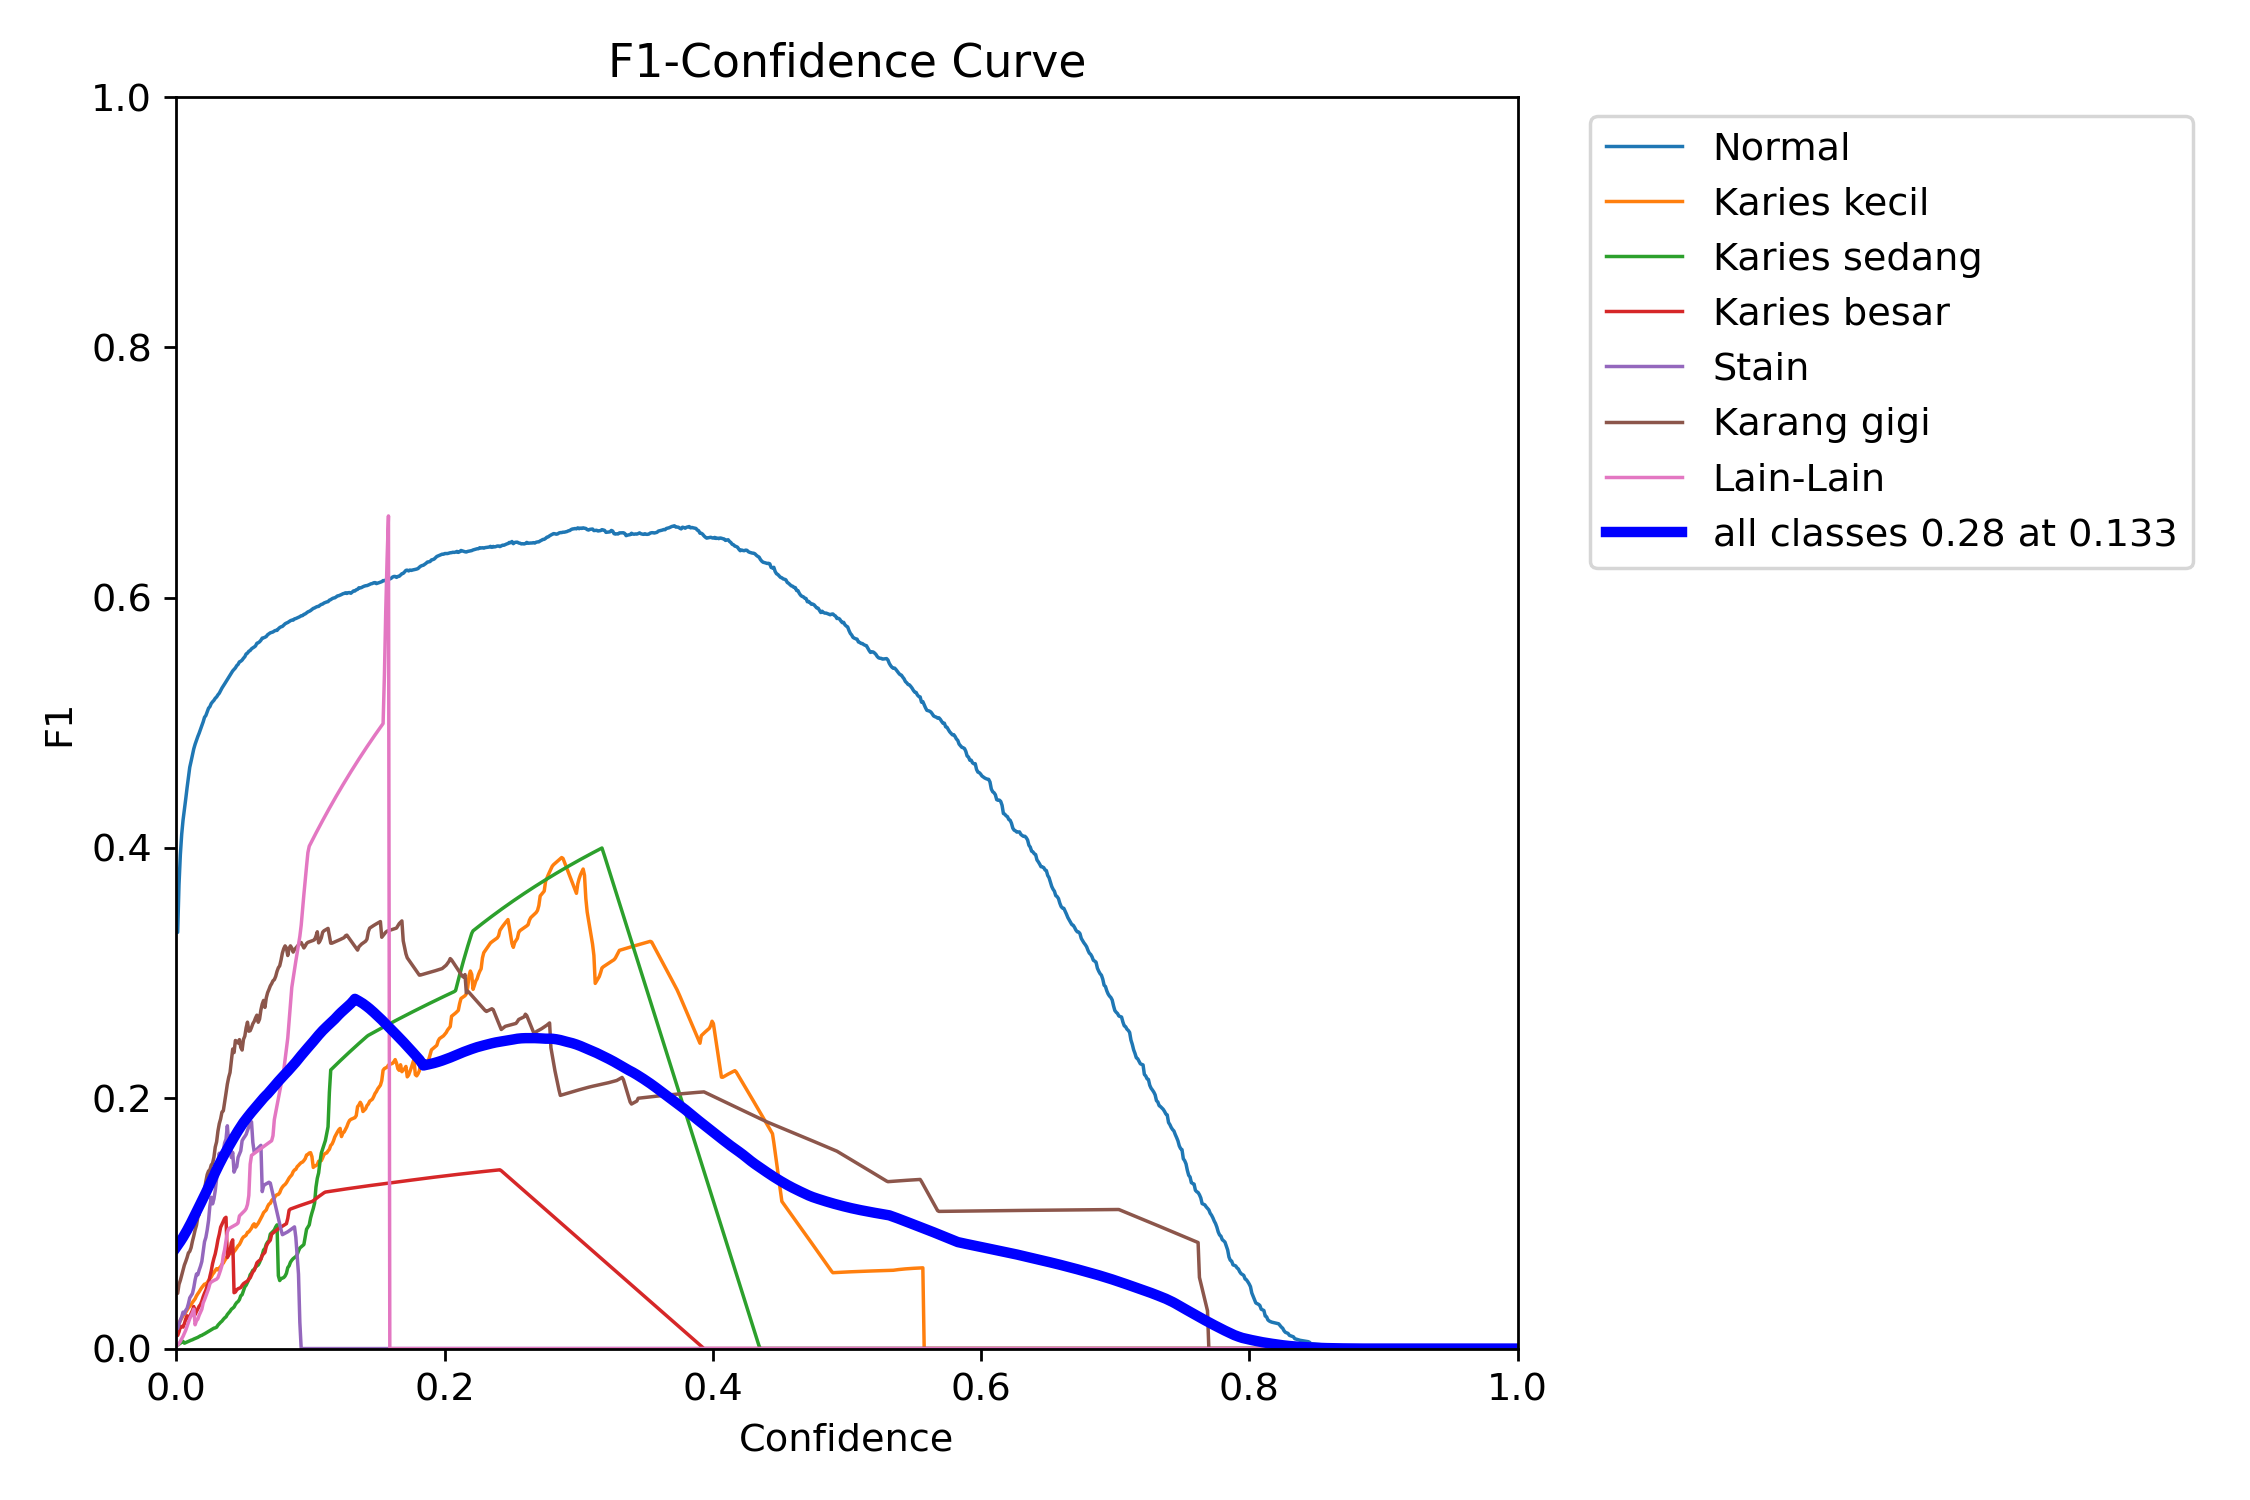 F1-Confidence Curve
1.0
0.8
0.6
0.4
0.2
0.0
F1
0.0 0.2 0.4 0.6 0.8 1.0
Confidence
Normal
Karies kecil
Karies sedang
Karies besar
Stain
Karang gigi
Lain-Lain
all classes 0.28 at 0.133